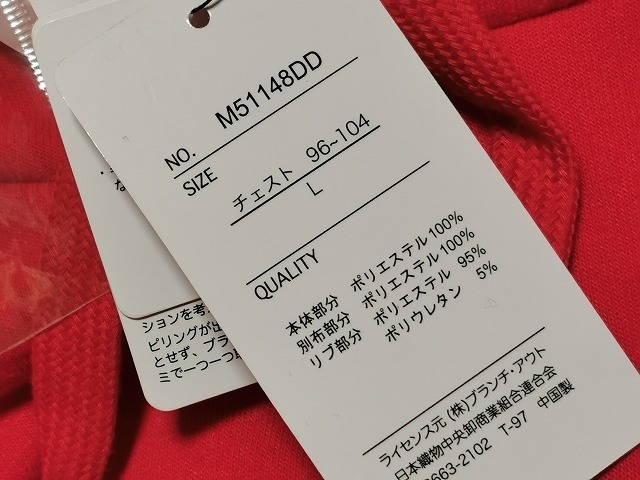 NO. M51148DD
SIZE
チェスト 96~104
L
QUALITY
本体部分 ポリエステル100%
別布部分 ポリエステル100%
リブ部分 ポリエステル 95%
ポリウレタン 5%
ライセンス元 (株)ブランチ・アウト
日本織物中央卸商業組合連合会
663-2102 T-97 中国製
ションを考
ピリングが出
とせず、ブラ
ミで一つ一つ取